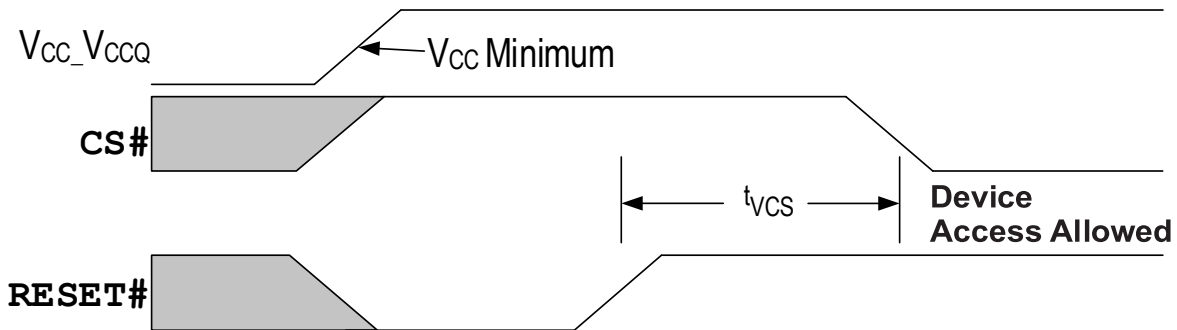 VCC_VCCQ
VCC Minimum
CS#
tVCS
Device
Access Allowed
RESET#